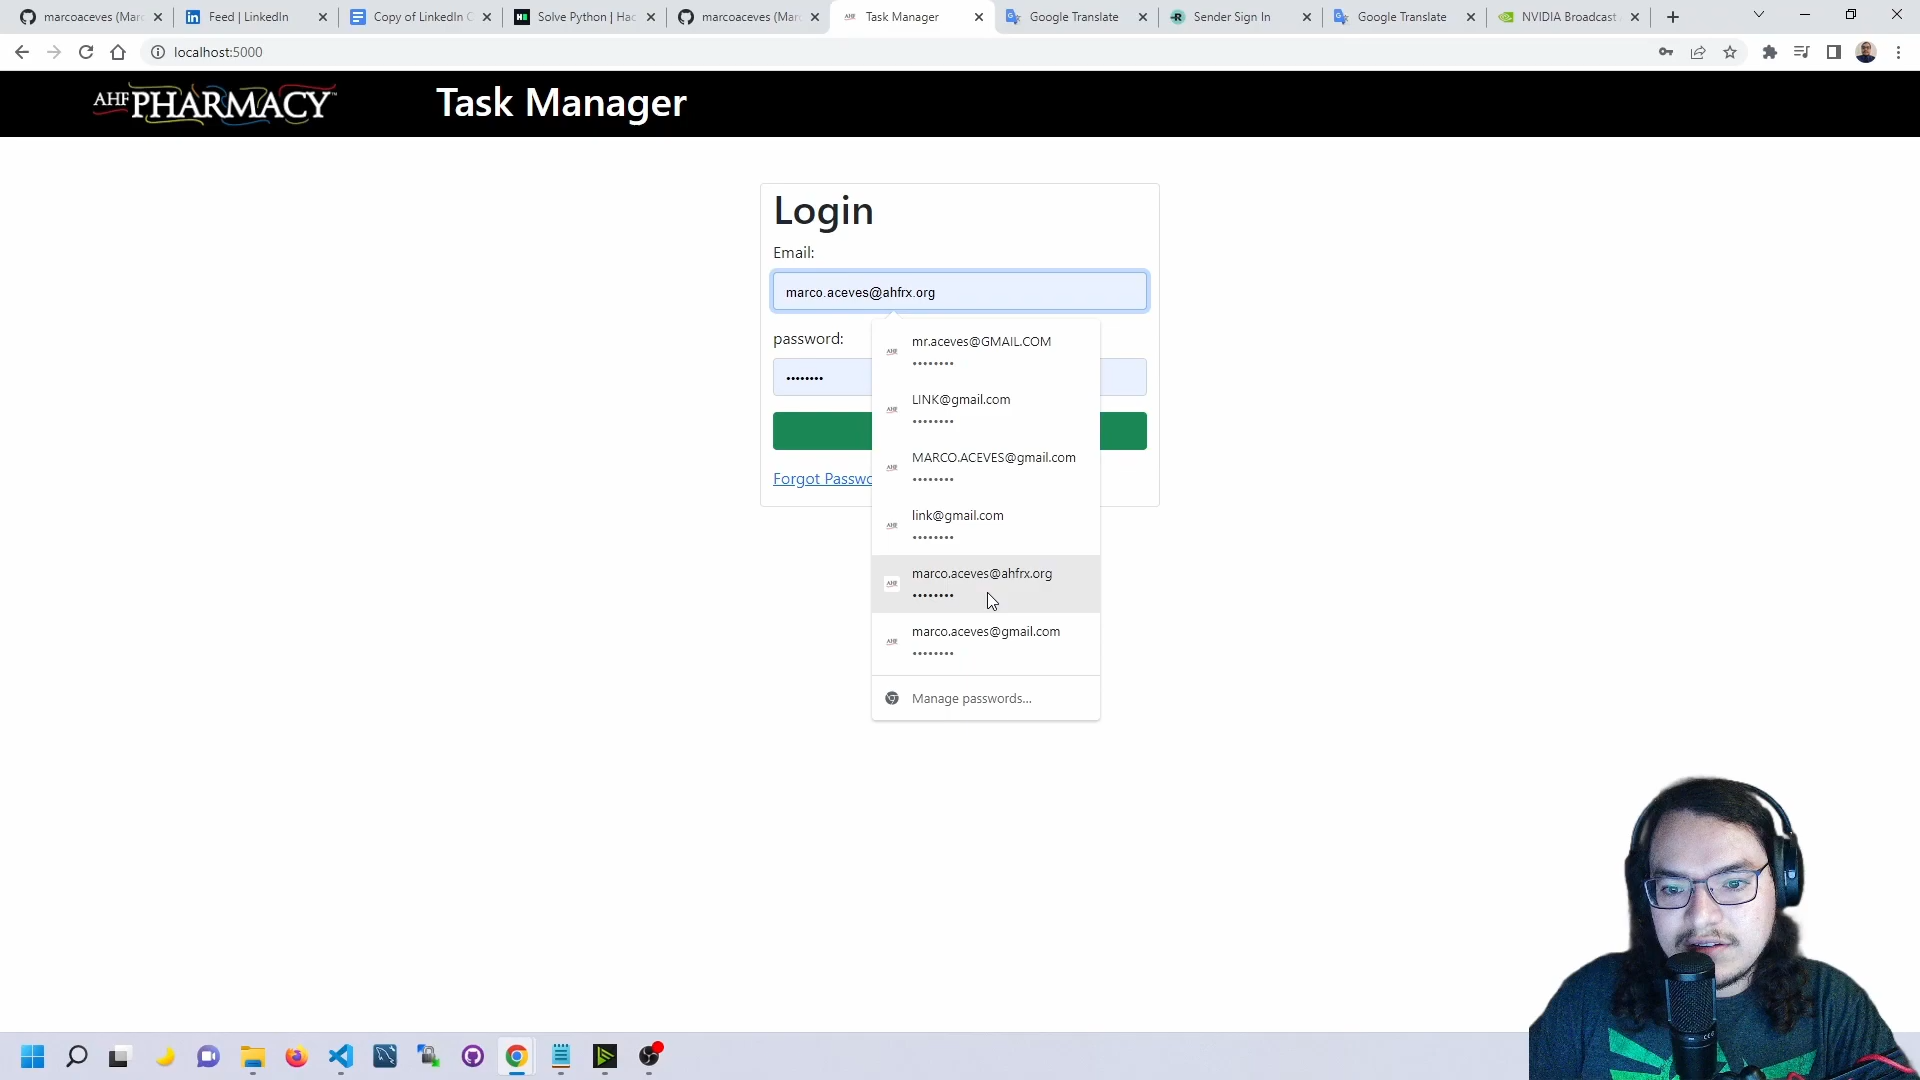 marcoaceves (Marc
Feed | LinkedIn
Copy of LinkedIn C
Solve Python | Hac
marcoaceves (Marc
Task Manager
Google Translate
Sender Sign In
Google Translate
NVIDIA Broadcast
localhost:5000
AHF PHARMACY
Task Manager
Login
Email:
marco.aceves@ahfrx.org
password:
••••••••
Forgot Passwo
mr.aceves@GMAIL.COM
••••••••
LINK@gmail.com
••••••••
MARCO.ACEVES@gmail.com
••••••••
link@gmail.com
••••••••
marco.aceves@ahfrx.org
••••••••
marco.aceves@gmail.com
••••••••
Manage passwords...